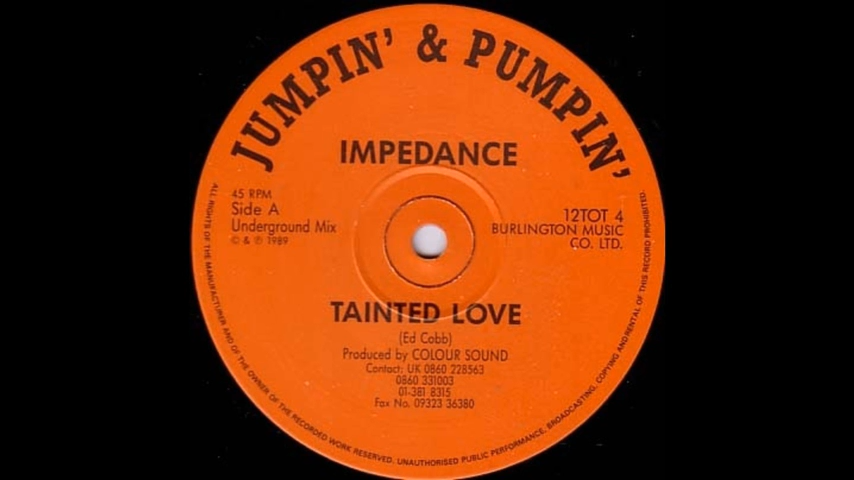 JUMPIN' & PUMPIN'
IMPEDANCE
45 RPM
Side A
Underground Mix
© & ℗ 1989
12TOT 4
BURLINGTON MUSIC
CO. LTD.
TAINTED LOVE
(Ed Cobb)
Produced by COLOUR SOUND
Contact: UK 0860 228563
0860 331003
01-381 8315
Fax No. 09323 36380
ALL RIGHTS OF THE MANUFACTURER AND OF THE OWNER OF THE RECORDED WORK RESERVED. UNAUTHORISED PUBLIC PERFORMANCE, BROADCASTING, COPYING AND RENTAL OF THIS RECORD PROHIBITED.